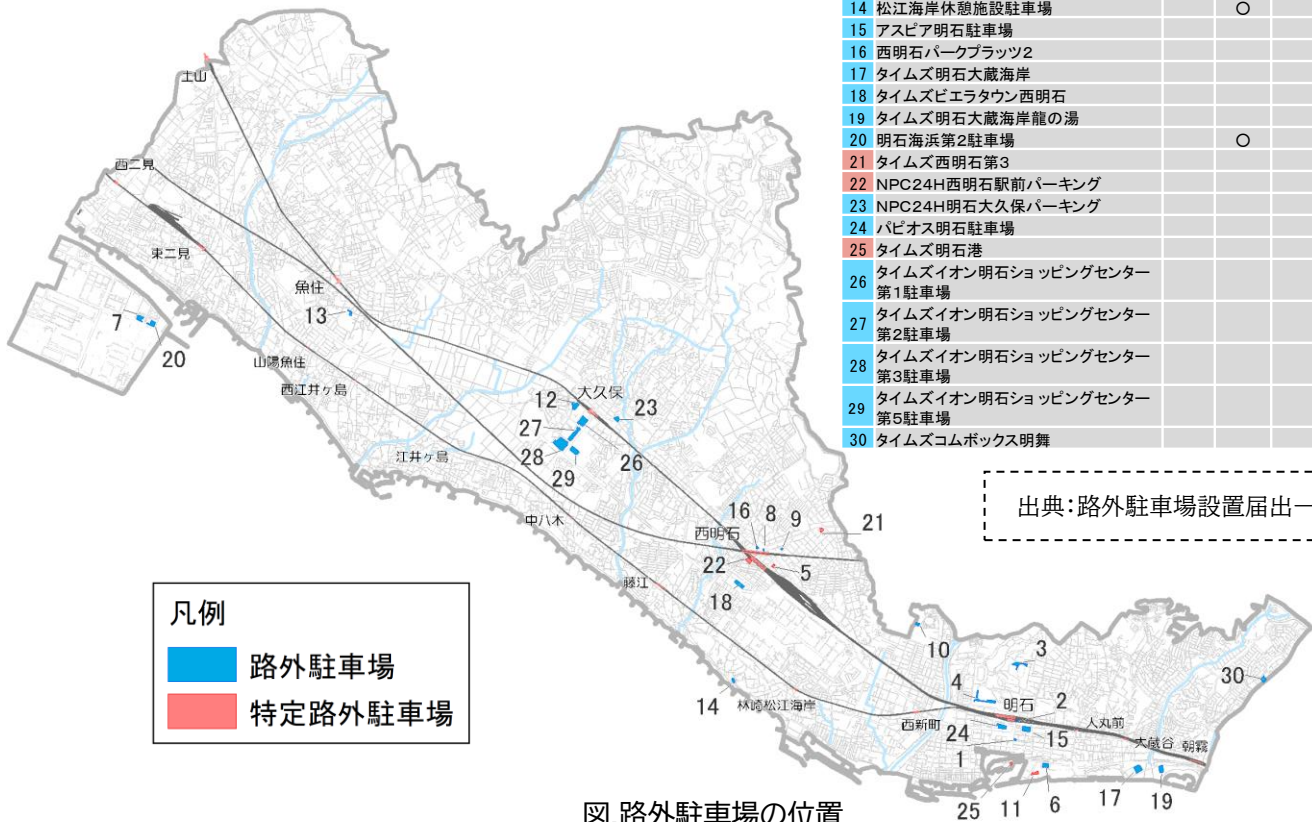 14 松江海岸休憩施設駐車場 ○
15 アスピア明石駐車場
16 西明石パークプラッツ2
17 タイムズ明石大蔵海岸
18 タイムズビエラタウン西明石
19 タイムズ明石大蔵海岸龍の湯
20 明石海浜第2駐車場 ○
21 タイムズ西明石第3
22 NPC24H西明石駅前パーキング
23 NPC24H明石大久保パーキング
24 パピオス明石駐車場
25 タイムズ明石港
26 タイムズイオン明石ショッピングセンター
第1駐車場
27 タイムズイオン明石ショッピングセンター
第2駐車場
28 タイムズイオン明石ショッピングセンター
第3駐車場
29 タイムズイオン明石ショッピングセンター
第5駐車場
30 タイムズコムボックス明舞
出典:路外駐車場設置届出一
土山
西二見
東二見
魚住
13
7
20
山陽魚住
西江井ヶ島
大久保
12
23
27
28
29
26
江井ヶ島
中八木
16
8
9
21
西明石
22
5
藤江
18
10
3
30
14
林崎松江海岸
4
明石
2
西新町
24
15
人丸前
大蔵谷
朝霧
1
25
11
6
17
19
凡例
路外駐車場
特定路外駐車場
図 路外駐車場の位置